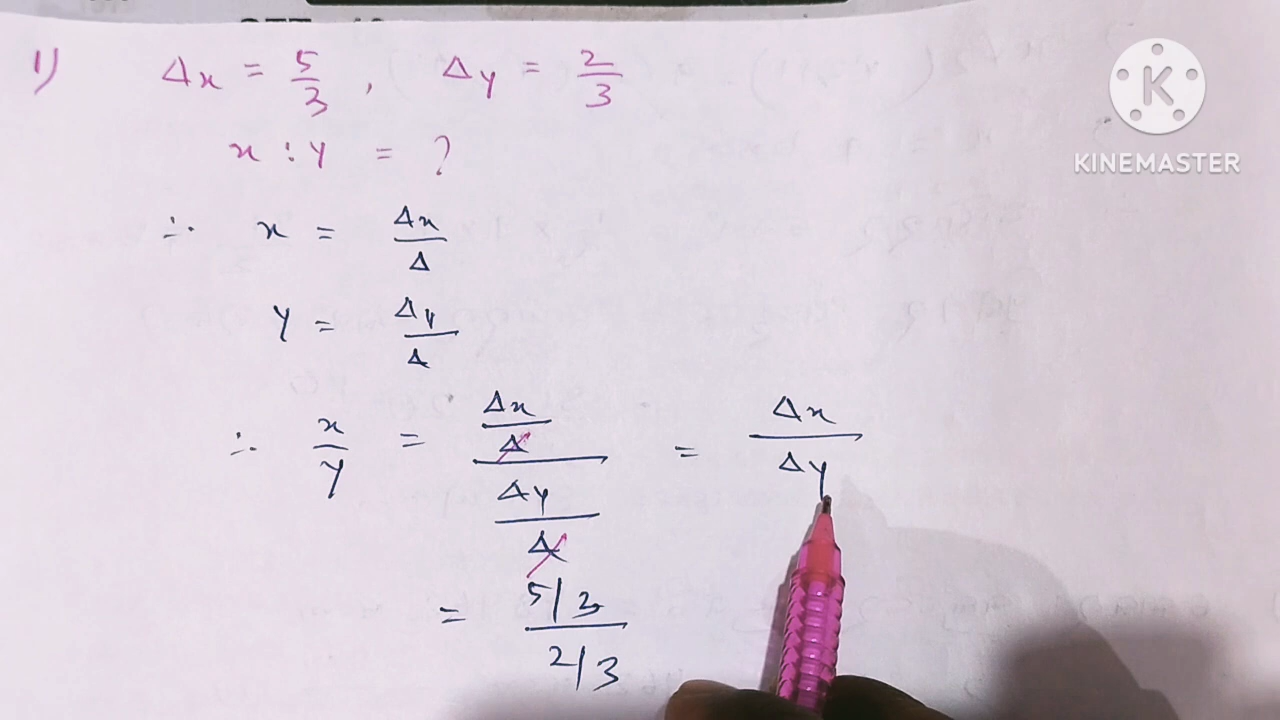 1) Δx = 5/3 , Δy = 2/3
x : y = ?
∴ x = Δx/Δ
y = Δy/Δ
∴ x/y = (Δx/Δ)/(Δy/Δ) = Δx/Δy
= (5/3)/(2/3)
KINEMASTER